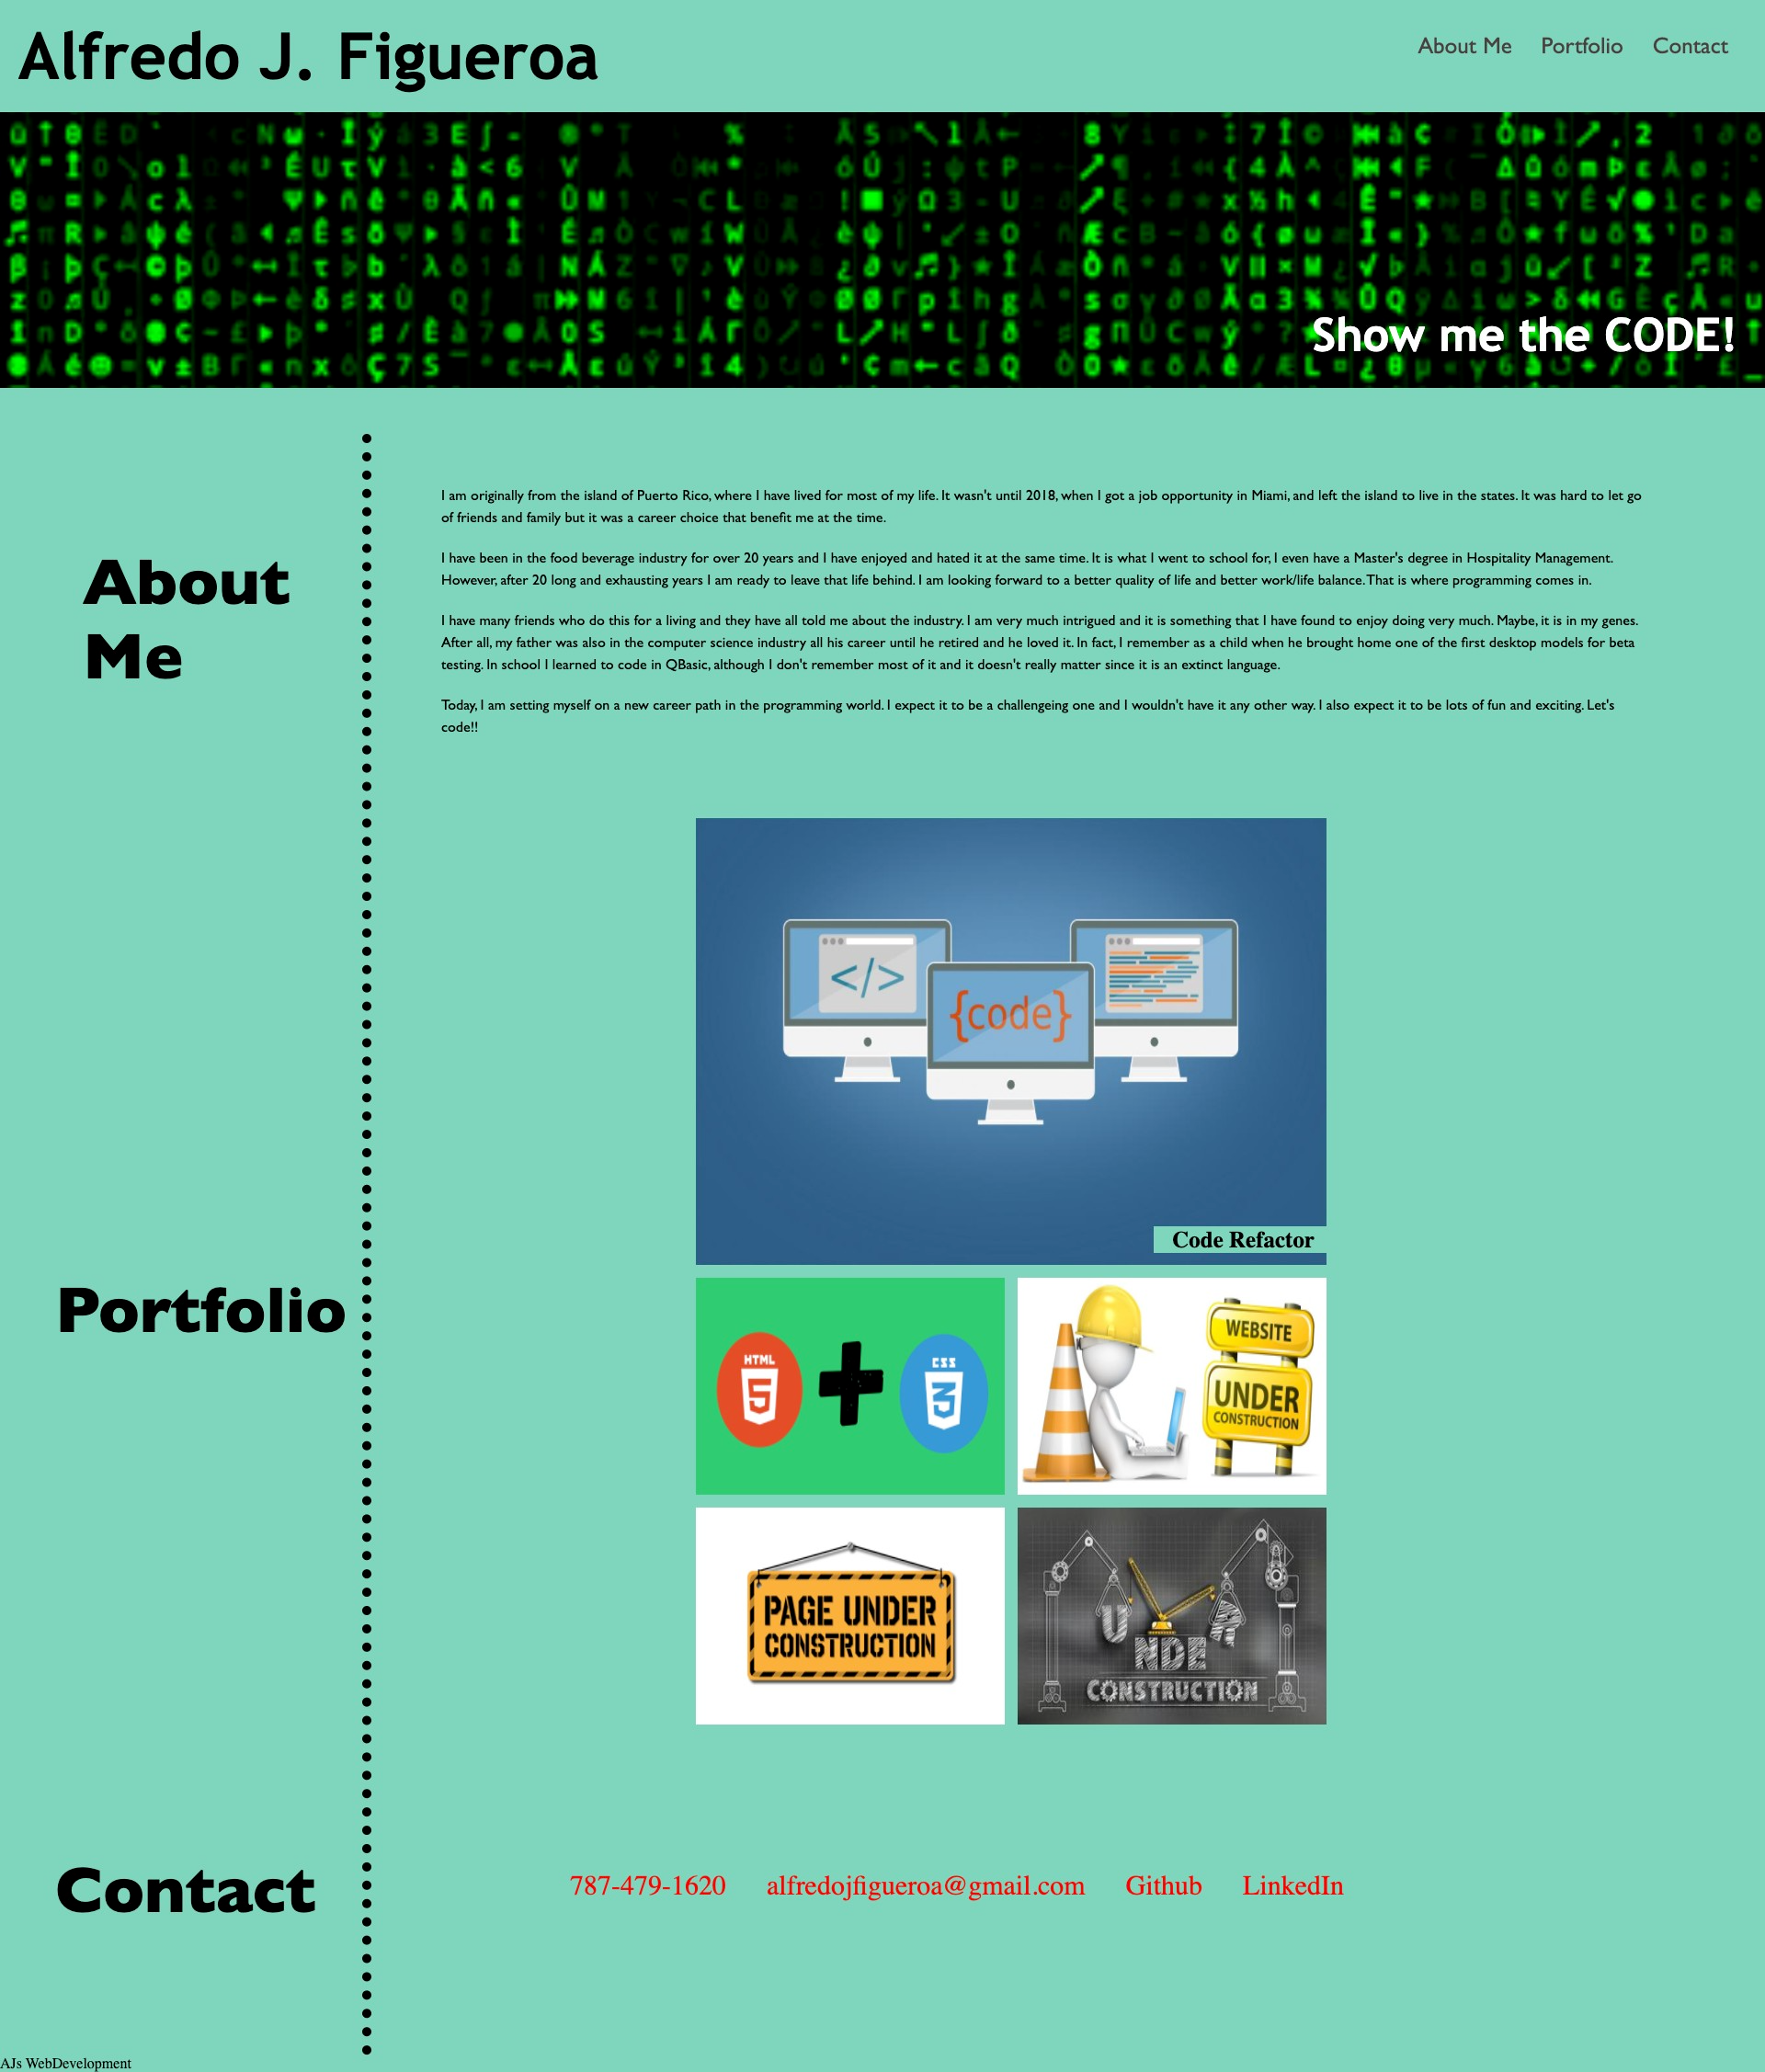 Alfredo J. Figueroa
About Me
Portfolio
Contact
Show me the CODE!
About
Me
I am originally from the island of Puerto Rico, where I have lived for most of my life. It wasn't until 2018, when I got a job opportunity in Miami, and left the island to live in the states. It was hard to let go
of friends and family but it was a career choice that benefit me at the time.
I have been in the food beverage industry for over 20 years and I have enjoyed and hated it at the same time. It is what I went to school for, I even have a Master's degree in Hospitality Management.
However, after 20 long and exhausting years I am ready to leave that life behind. I am looking forward to a better quality of life and better work/life balance. That is where programming comes in.
I have many friends who do this for a living and they have all told me about the industry. I am very much intrigued and it is something that I have found to enjoy doing very much. Maybe, it is in my genes.
After all, my father was also in the computer science industry all his career until he retired and he loved it. In fact, I remember as a child when he brought home one of the first desktop models for beta
testing. In school I learned to code in QBasic, although I don't remember most of it and it doesn't really matter since it is an extinct language.
Today, I am setting myself on a new career path in the programming world. I expect it to be a challengeing one and I wouldn't have it any other way. I also expect it to be lots of fun and exciting. Let's
code!!
</>
{code}
Code Refactor
Portfolio
HTML
5
CSS
3
WEBSITE
UNDER
CONSTRUCTION
PAGE UNDER
CONSTRUCTION
UNDER
CONSTRUCTION
Contact
787-479-1620
alfredojfigueroa@gmail.com
Github
LinkedIn
AJs WebDevelopment